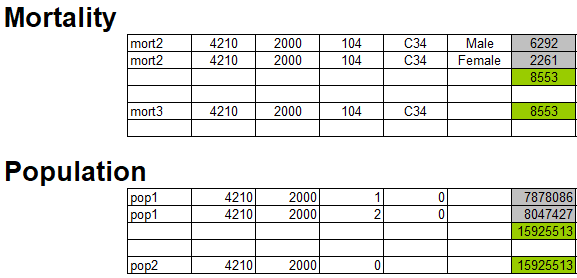 Mortality
mort2 4210 2000 104 C34 Male 6292
mort2 4210 2000 104 C34 Female 2261
8553
mort3 4210 2000 104 C34 8553
Population
pop1 4210 2000 1 0 7878086
pop1 4210 2000 2 0 8047427
15925513
pop2 4210 2000 0 15925513